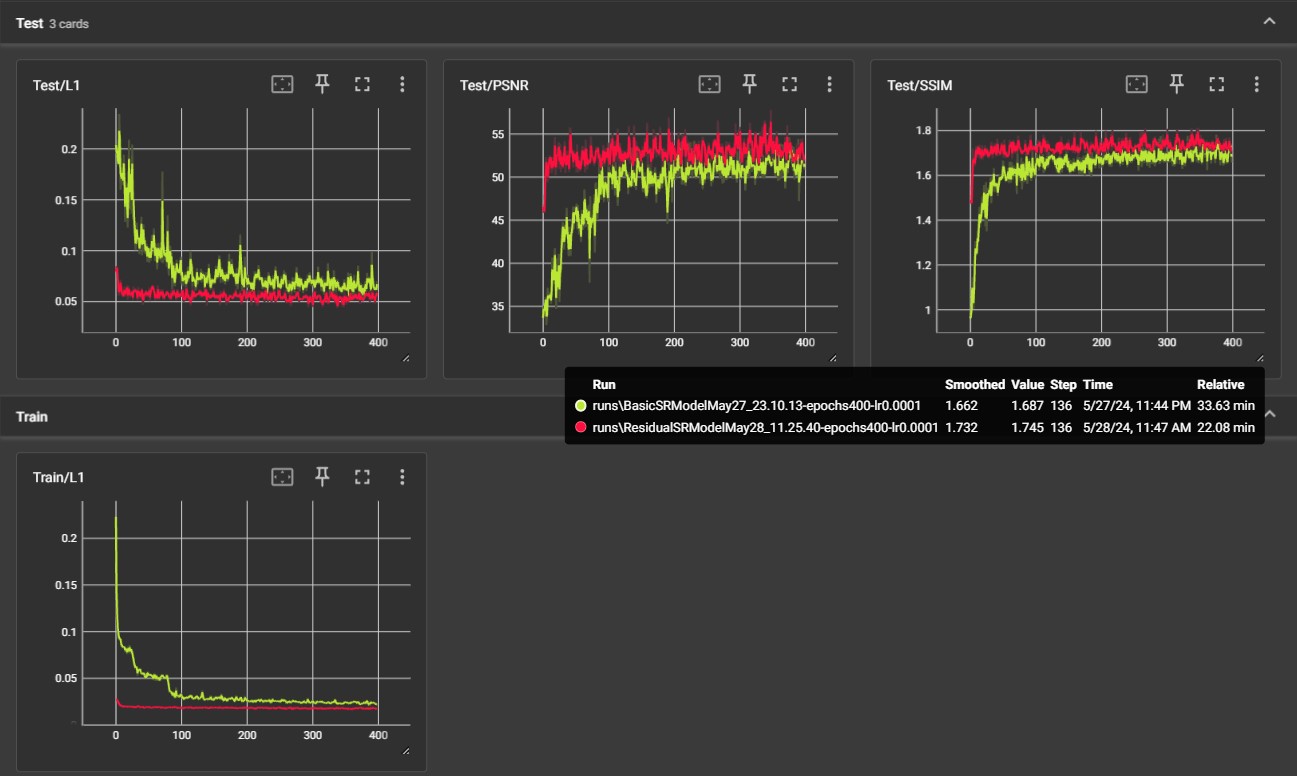 Test 3 cards
Test/L1
0.2
0.15
0.1
0.05
0 100 200 300 400
Test/PSNR
55
50
45
40
35
0 100 200 300 400
Test/SSIM
1.8
1.6
1.4
1.2
1
0 100 200 300 400
Run Smoothed Value Step Time Relative
runs\BasicSRModelMay27_23.10.13-epochs400-lr0.0001 1.662 1.687 136 5/27/24, 11:44 PM 33.63 min
runs\ResidualSRModelMay28_11.25.40-epochs400-lr0.0001 1.732 1.745 136 5/28/24, 11:47 AM 22.08 min
Train
Train/L1
0.2
0.15
0.1
0.05
0 100 200 300 400